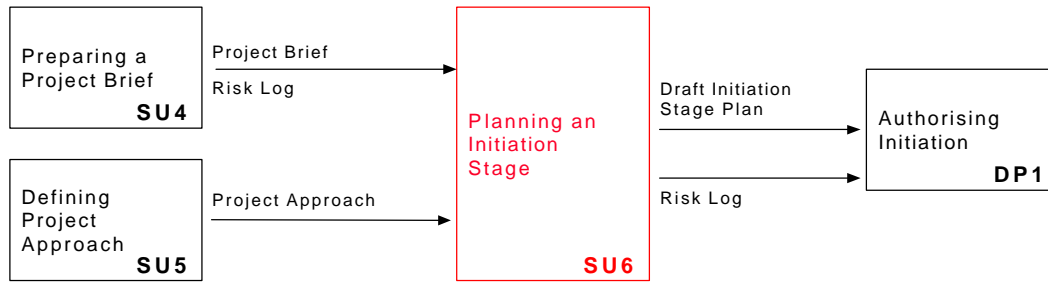 Preparing a
Project Brief
SU4
Project Brief
Risk Log
Defining
Project
Approach
SU5
Project Approach
Planning an
Initiation
Stage
SU6
Draft Initiation
Stage Plan
Risk Log
Authorising
Initiation
DP1